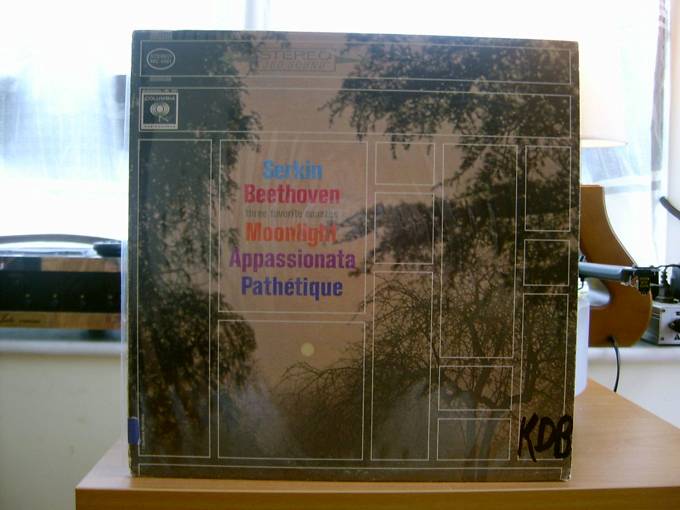 STEREO
COLUMBIA
Serkin
Beethoven
three favorite sonatas
Moonlight
Appassionata
Pathétique
KDB